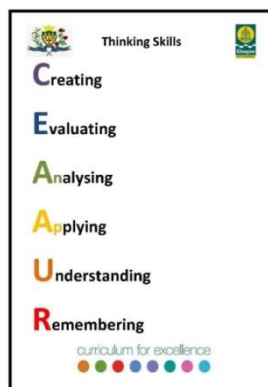 Thinking Skills
Creating
Evaluating
Analysing
Applying
Understanding
Remembering
curriculum for excellence